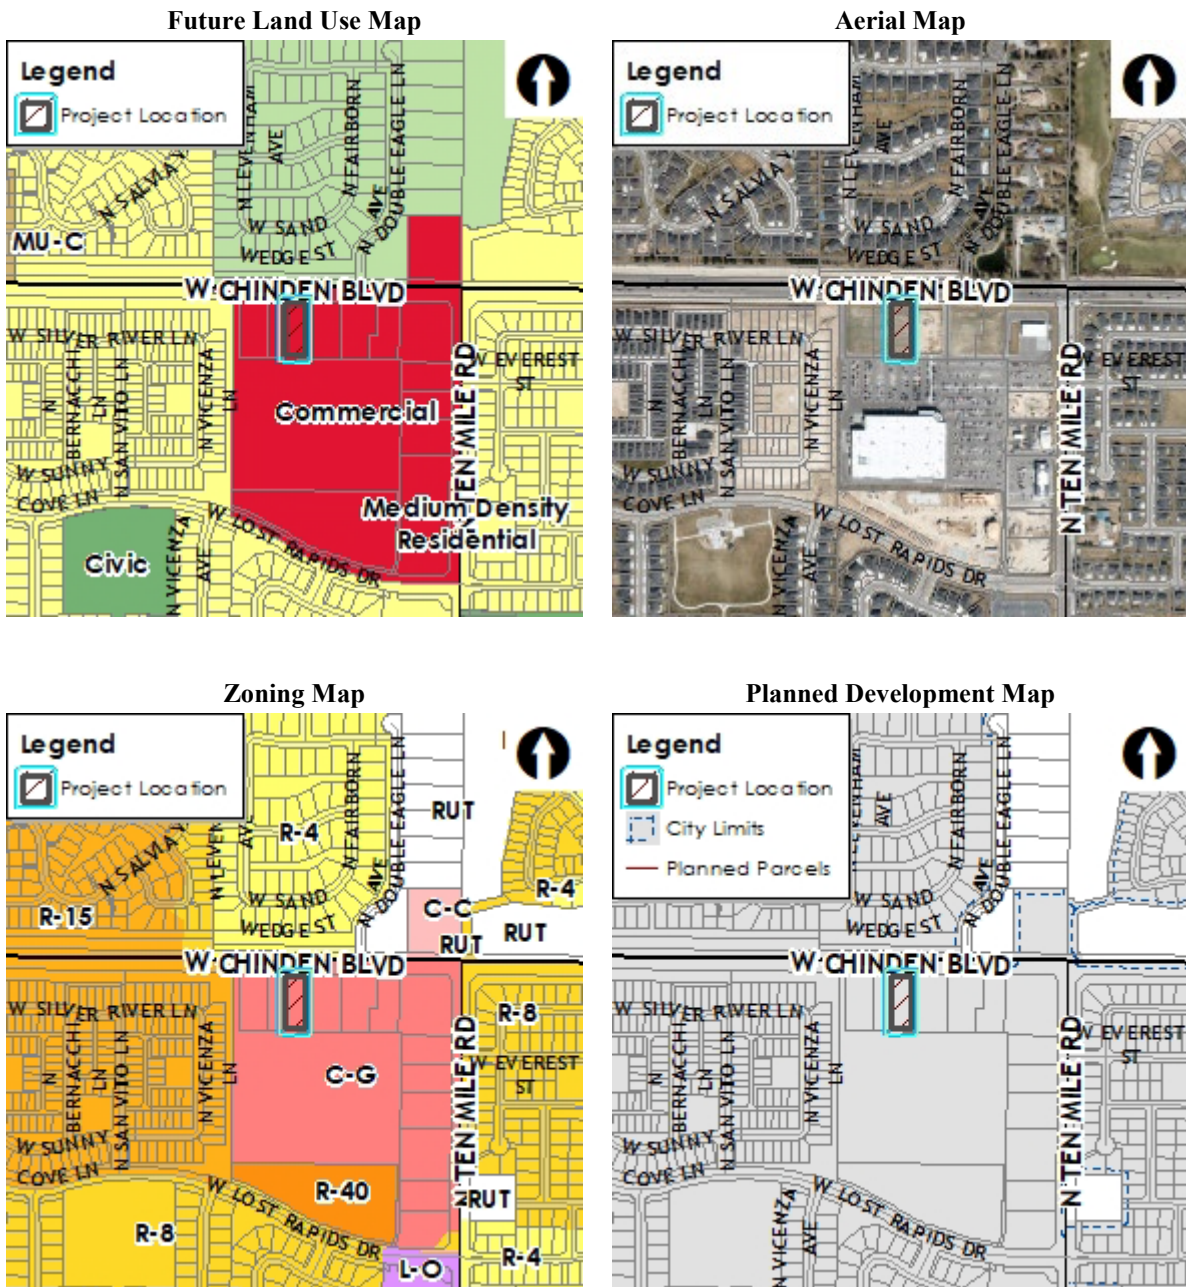 Future Land Use Map
Legend
Project Location
N LEVENHAM
AVE
N FAIRBORN
AVE
N DOUBLE EAGLE LN
N SALVIA
W SAND
WEDGE ST
MU-C
W CHINDEN BLVD
W SILVER RIVER LN
N
BERNACCHI
LN
N SAN VITO LN
N VICENZA
LN
W EVEREST
ST
Commercial
N TEN MILE RD
W SUNNY
COVE LN
W LOST RAPIDS DR
Medium Density
Residential
Civic
N VICENZA
AVE
Aerial Map
Legend
Project Location
N LEVENHAM
AVE
N FAIRBORN
AVE
N DOUBLE EAGLE LN
N SALVIA
W SAND
WEDGE ST
W CHINDEN BLVD
W SILVER RIVER LN
N
BERNACCHI
LN
N SAN VITO LN
N VICENZA
LN
W EVEREST
ST
N TEN MILE RD
W SUNNY
COVE LN
W LOST RAPIDS DR
N VICENZA
AVE
Zoning Map
Legend
Project Location
N LEVEN
AVE
N FAIRBORN
AVE
N DOUBLE EAGLE LN
RUT
R-4
N SALVIA
R-4
R-15
W SAND
WEDGE ST
C-C
RUT
RUT
W CHINDEN BLVD
W SILVER RIVER LN
R-8
N
BERNACCHI
LN
N SAN VITO LN
N VICENZA
LN
W EVEREST
ST
C-G
N TEN MILE RD
W SUNNY
COVE LN
R-40
RUT
W LOST RAPIDS DR
R-8
R-4
L-O
Planned Development Map
Legend
Project Location
City Limits
Planned Parcels
AVE
N FAIRBORN
AVE
N DOUBLE EAGLE LN
W SAND
WEDGE ST
W CHINDEN BLVD
W SILVER RIVER LN
N
BERNACCHI
LN
N SAN VITO LN
N VICENZA
LN
W EVEREST
ST
N TEN MILE RD
W SUNNY
COVE LN
W LOST RAPIDS DR
N VICENZA
AVE